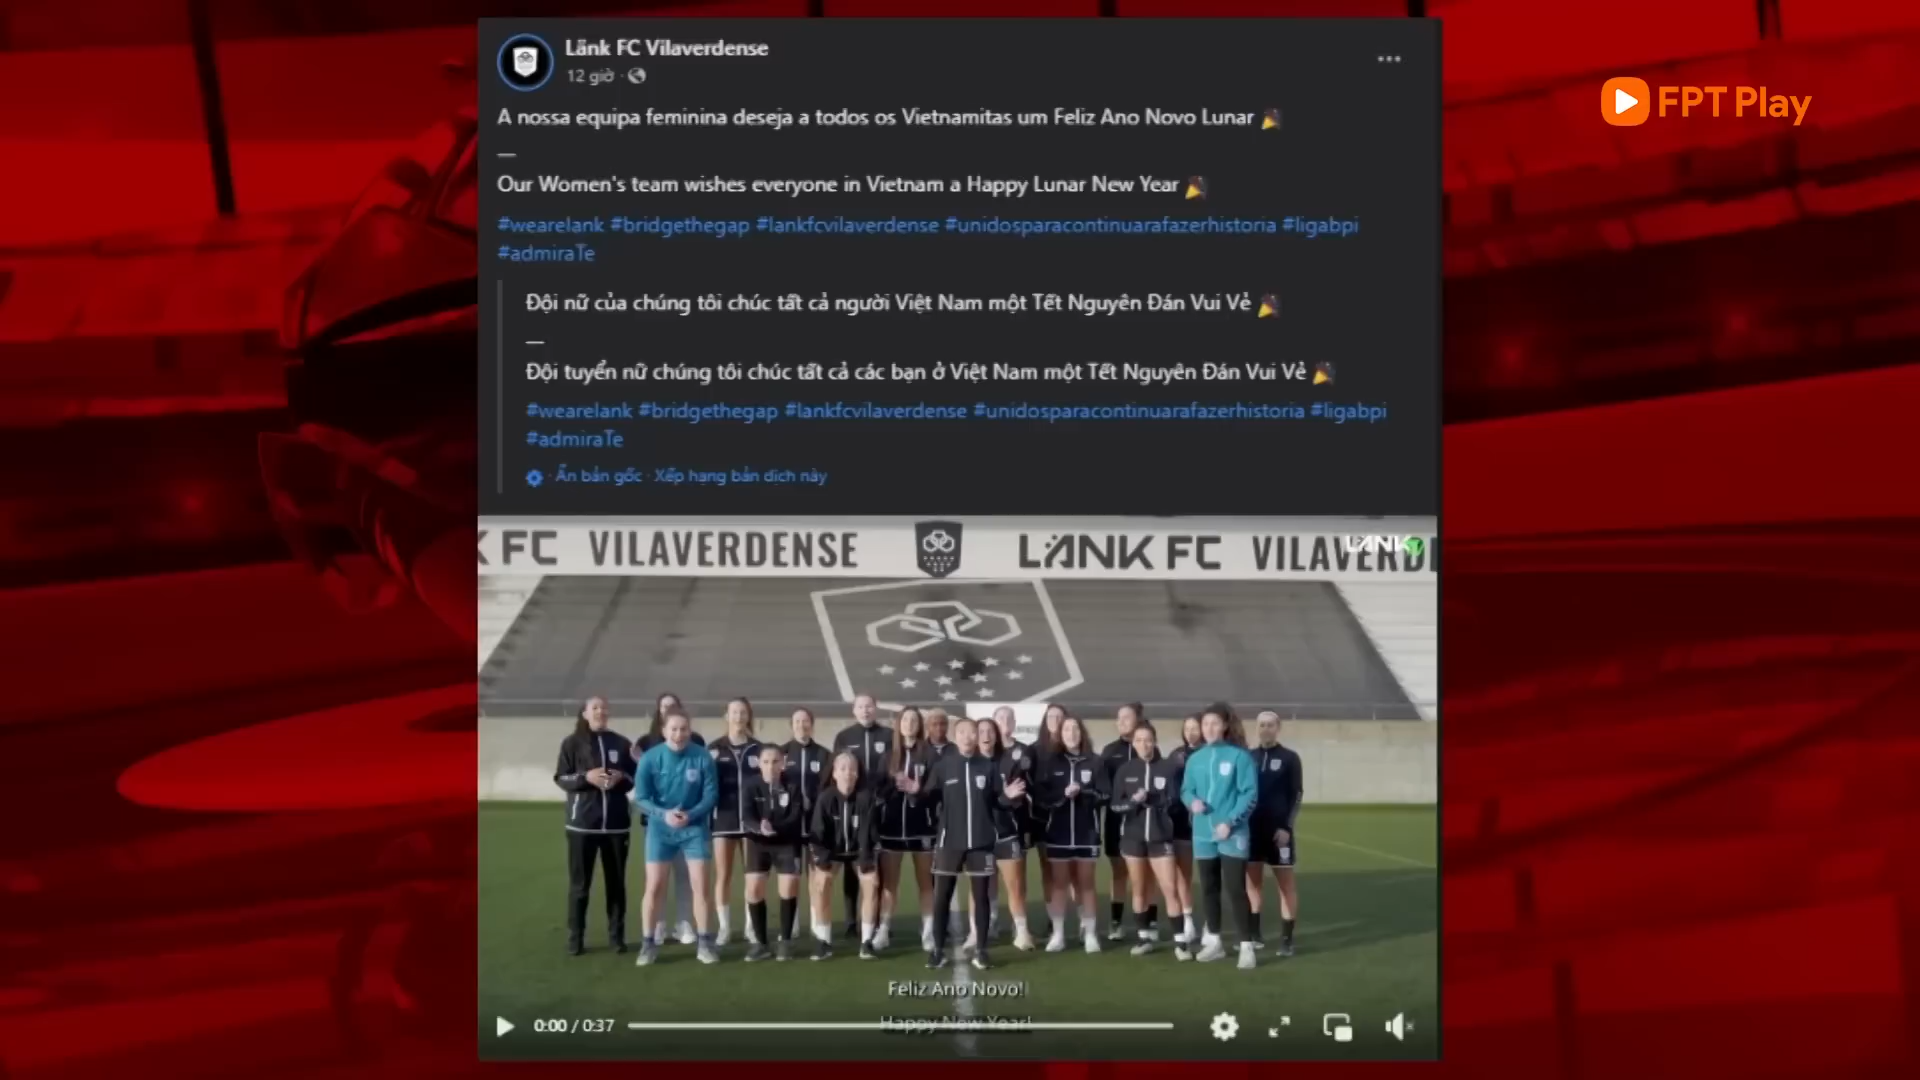 Länk FC Vilaverdense
12 giờ
FPT Play
A nossa equipa feminina deseja a todos os Vietnamitas um Feliz Ano Novo Lunar
—
Our Women's team wishes everyone in Vietnam a Happy Lunar New Year
#wearelank #bridgethegap #lankfcvilaverdense #unidosparacontinuarafazerhistoria #ligabpi
#admiraTe
Đội nữ của chúng tôi chúc tất cả người Việt Nam một Tết Nguyên Đán Vui Vẻ
—
Đội tuyển nữ chúng tôi chúc tất cả các bạn ở Việt Nam một Tết Nguyên Đán Vui Vẻ
#wearelank #bridgethegap #lankfcvilaverdense #unidosparacontinuarafazerhistoria #ligabpi
#admiraTe
· Ẩn bản gốc · Xếp hạng bản dịch này
K FC VILAVERDENSE LÄNK FC VILAVERD
LÄNK
Feliz Ano Novo!
Happy New Year!
0:00 / 0:37